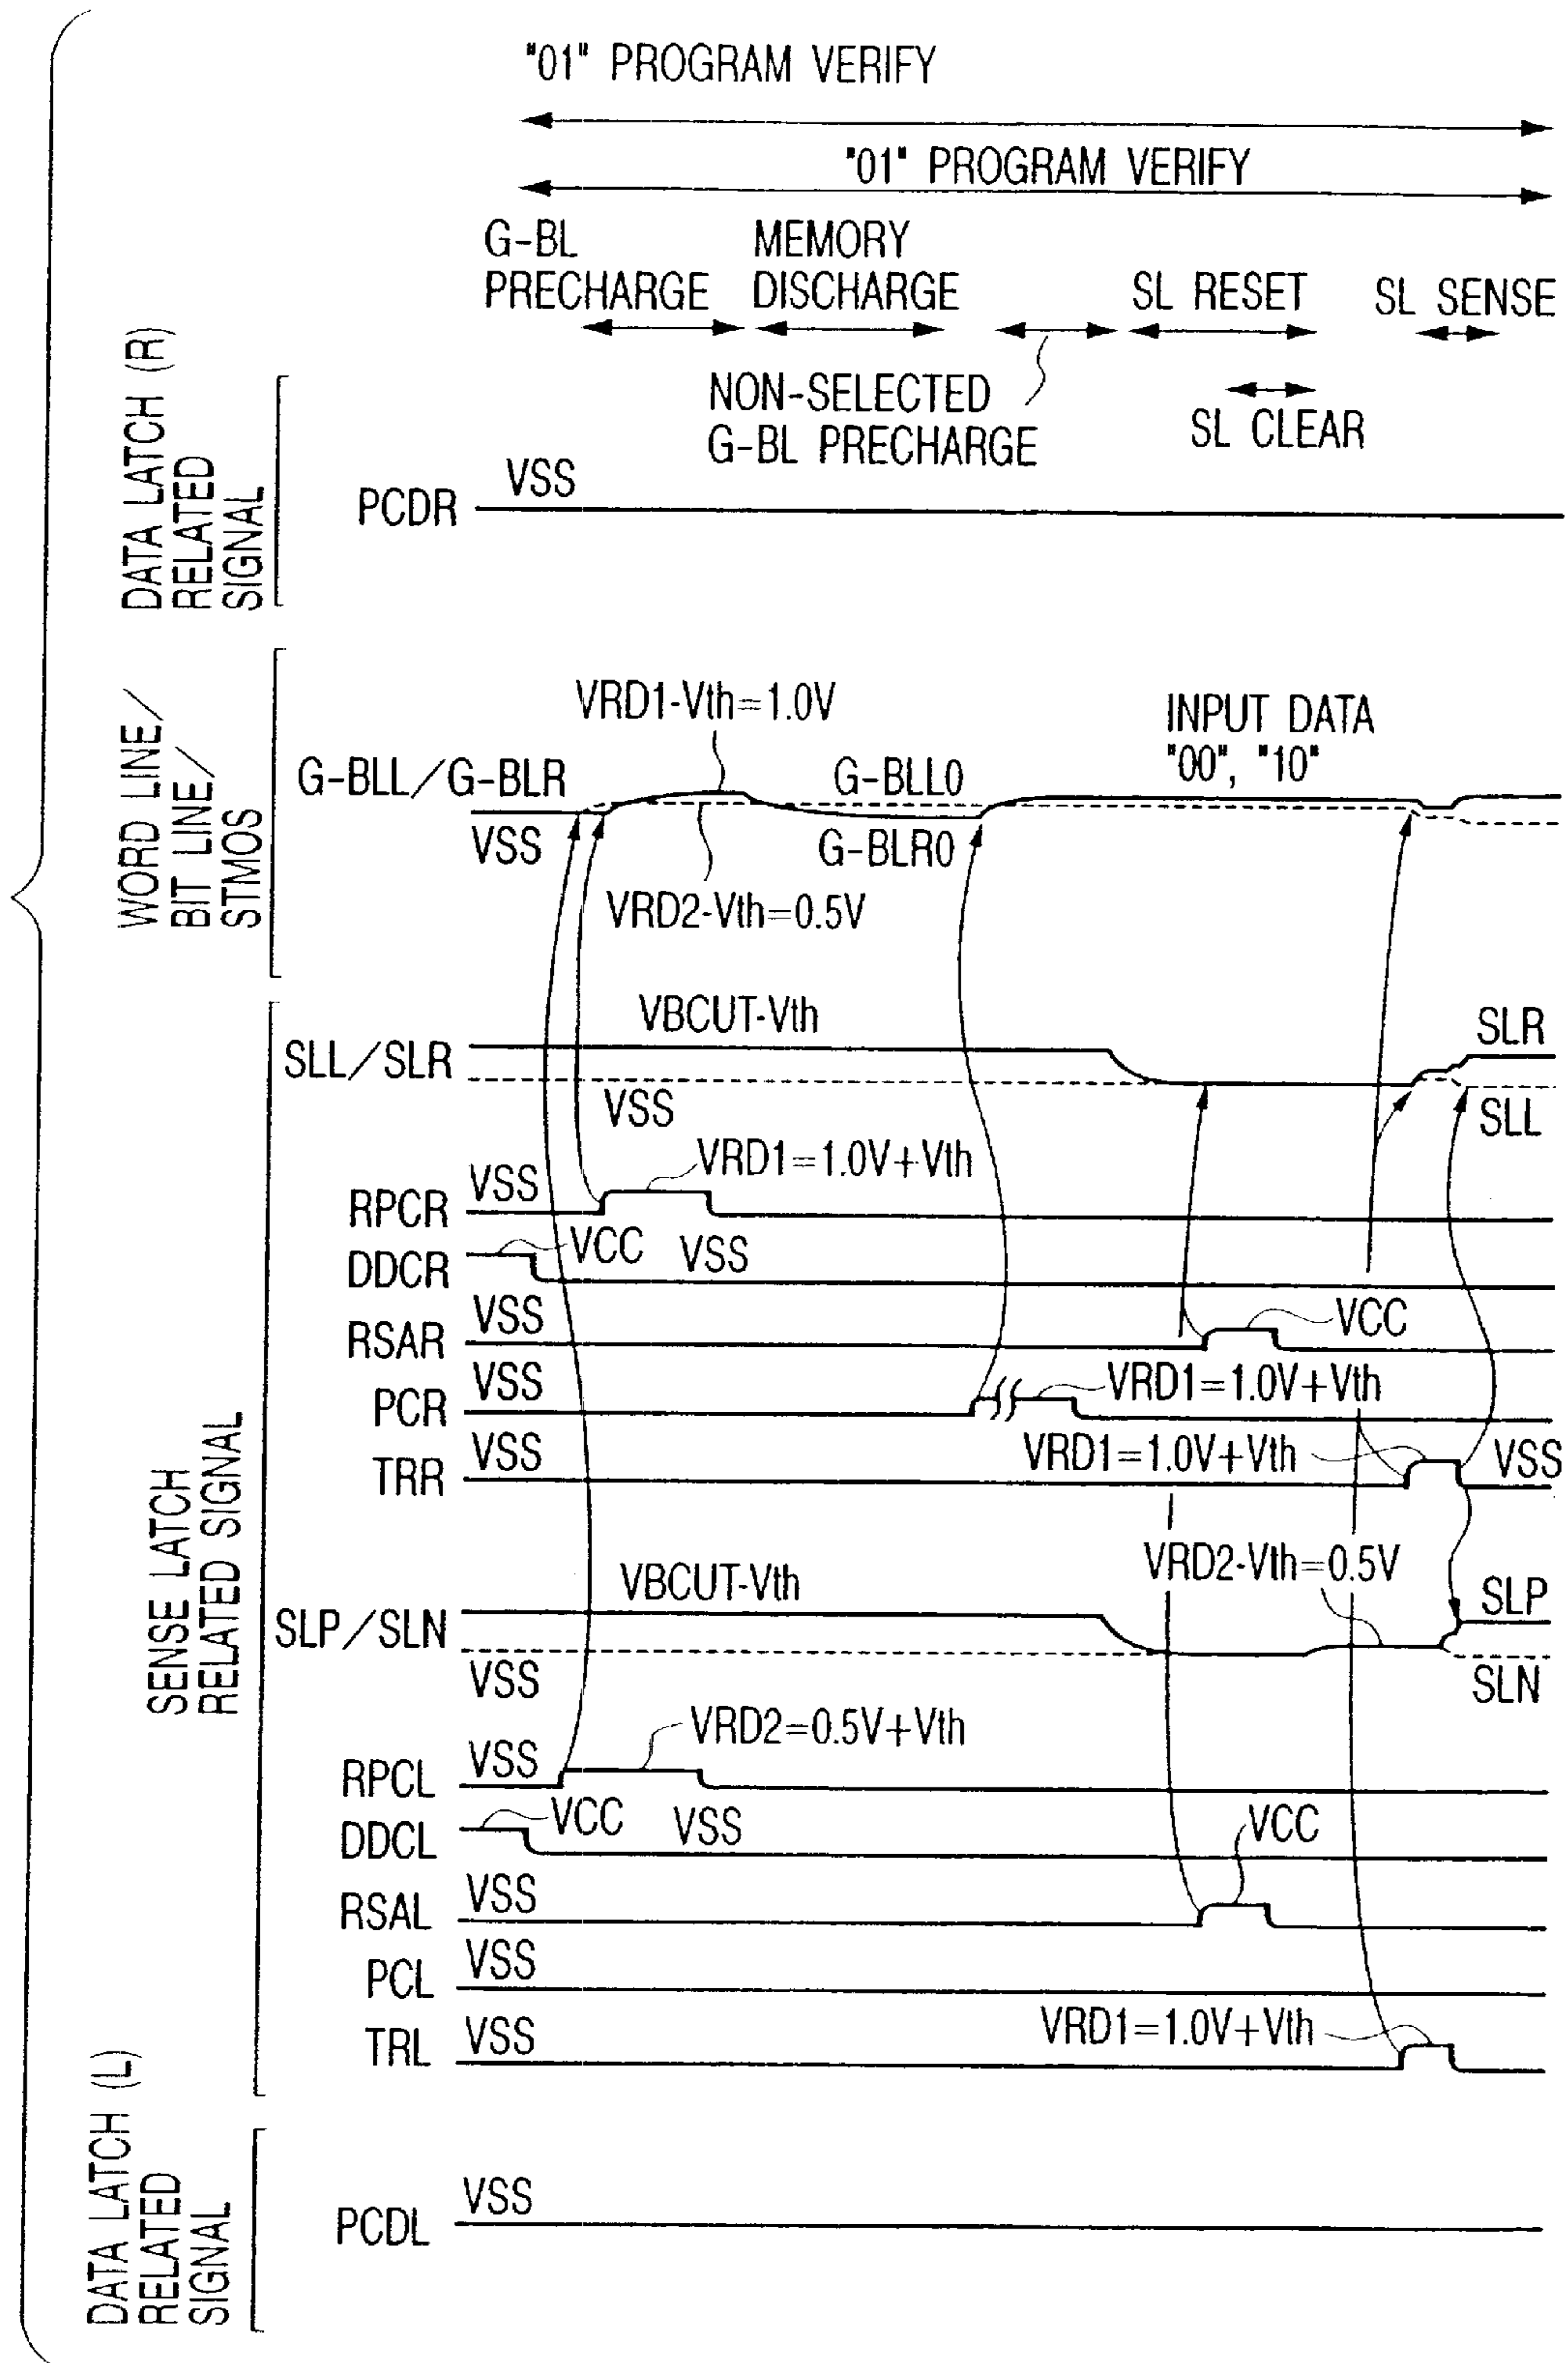 "01" PROGRAM VERIFY
"01" PROGRAM VERIFY
G-BL
PRECHARGE
MEMORY
DISCHARGE
SL RESET
SL SENSE
NON-SELECTED
G-BL PRECHARGE
SL CLEAR
DATA LATCH (R)
RELATED
SIGNAL
PCDR
VSS
WORD LINE/
BIT LINE/
STMOS
VRD1-Vth=1.0V
INPUT DATA
"00", "10"
G-BLL/G-BLR
G-BLL0
VSS
G-BLR0
VRD2-Vth=0.5V
SENSE LATCH
RELATED SIGNAL
VBCUT-Vth
SLR
SLL/SLR
VSS
SLL
VRD1=1.0V+Vth
RPCR
VSS
DDCR
VCC
VSS
RSAR
VSS
VCC
PCR
VSS
VRD1=1.0V+Vth
TRR
VSS
VRD1=1.0V+Vth
VSS
VRD2-Vth=0.5V
VBCUT-Vth
SLP
SLP/SLN
VSS
SLN
VRD2=0.5V+Vth
RPCL
VSS
DDCL
VCC
VSS
VCC
RSAL
VSS
PCL
VSS
VRD1=1.0V+Vth
TRL
VSS
DATA LATCH (L)
RELATED
SIGNAL
PCDL
VSS